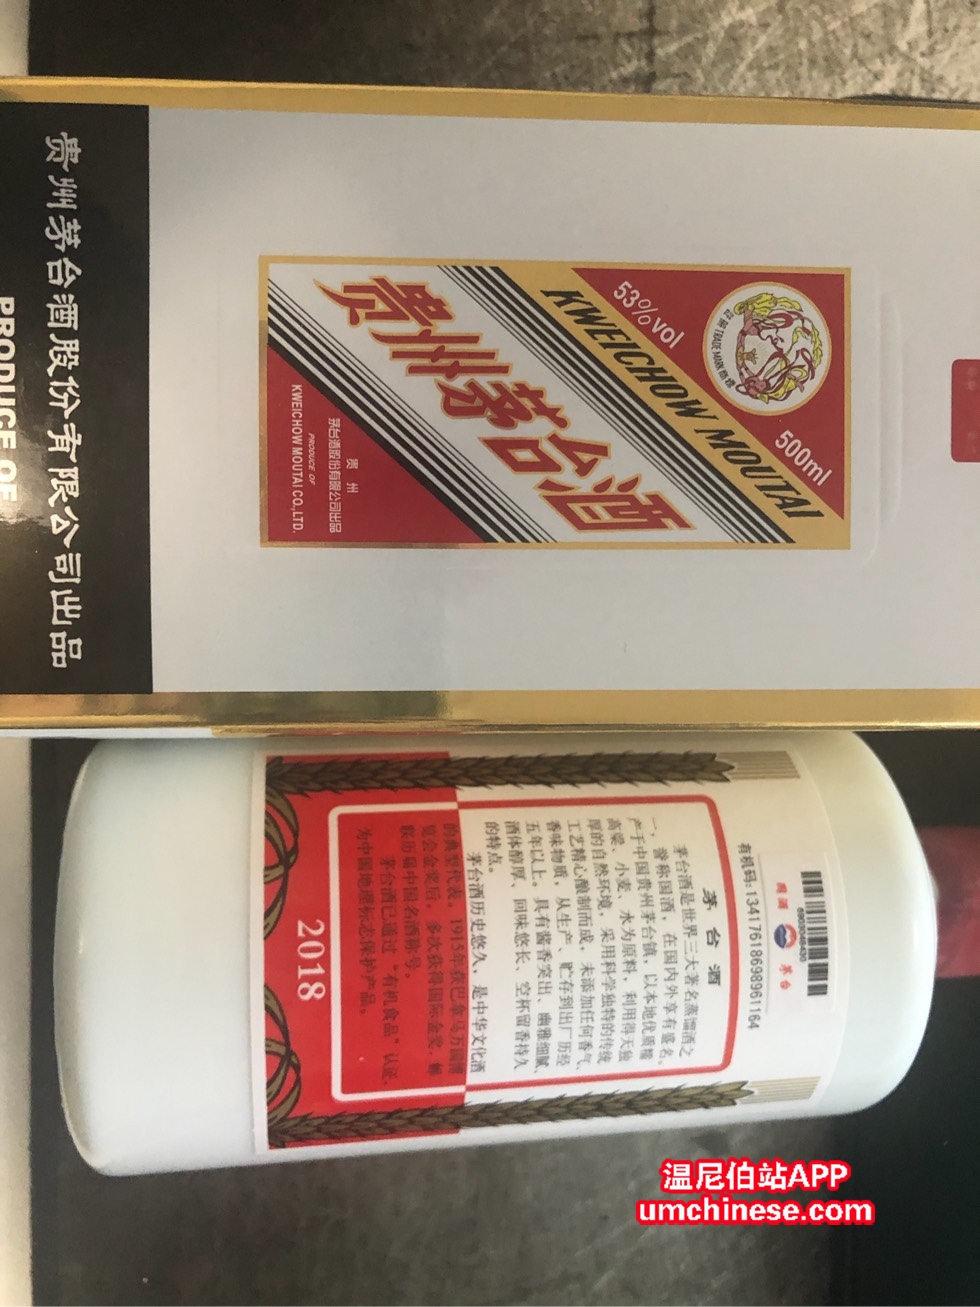 贵州茅台酒股份有限公司出品
PRODUCE OF
53% vol
500ml
KWEICHOW MOUTAI
贵州茅台酒
贵 州
茅台酒股份有限公司出品
PRODUCE OF
KWEICHOW MOUTAI CO.,LTD.
茅台
有机码:13417618698961164
茅 台 酒
茅台酒是世界三大著名蒸馏酒之
一，誉称国酒，在国内外享有盛名。
产于中国贵州茅台镇，以本地优质糯
高粱、小麦、水为原料，利用得天独
厚的自然环境，采用科学独特的传统
工艺精心酿制而成，未添加任何香气、
香味物质，从生产、贮存到出厂历经
五年以上。具有酱香突出、幽雅细腻、
酒体醇厚、回味悠长、空杯留香持久
的特点。
茅台酒历史悠久，是中华文化酒
的典型代表。1915年获巴拿马万国博
览会金奖后，多次获得国际金奖，蝉
联历届中国名酒称号。
茅台酒已通过“有机食品”认证，
为中国地理标志保护产品。
2018
温尼伯站APP
umchinese.com